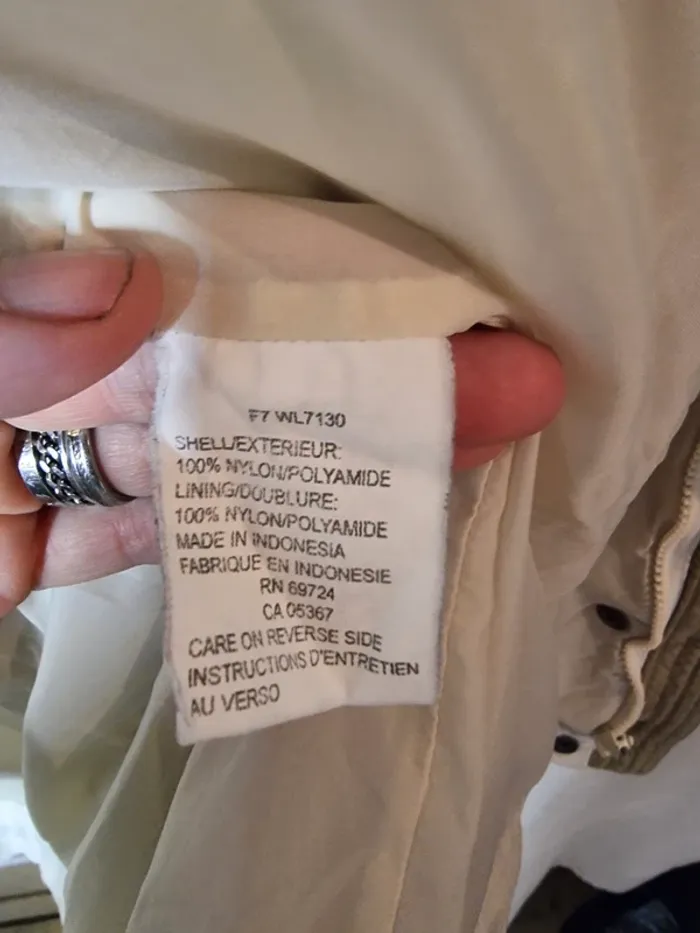 F7 WL7130
SHELL/EXTERIEUR:
100% NYLON/POLYAMIDE
LINING/DOUBLURE:
100% NYLON/POLYAMIDE
MADE IN INDONESIA
FABRIQUE EN INDONESIE
RN 69724
CA 05367
CARE ON REVERSE SIDE
INSTRUCTIONS D'ENTRETIEN
AU VERSO